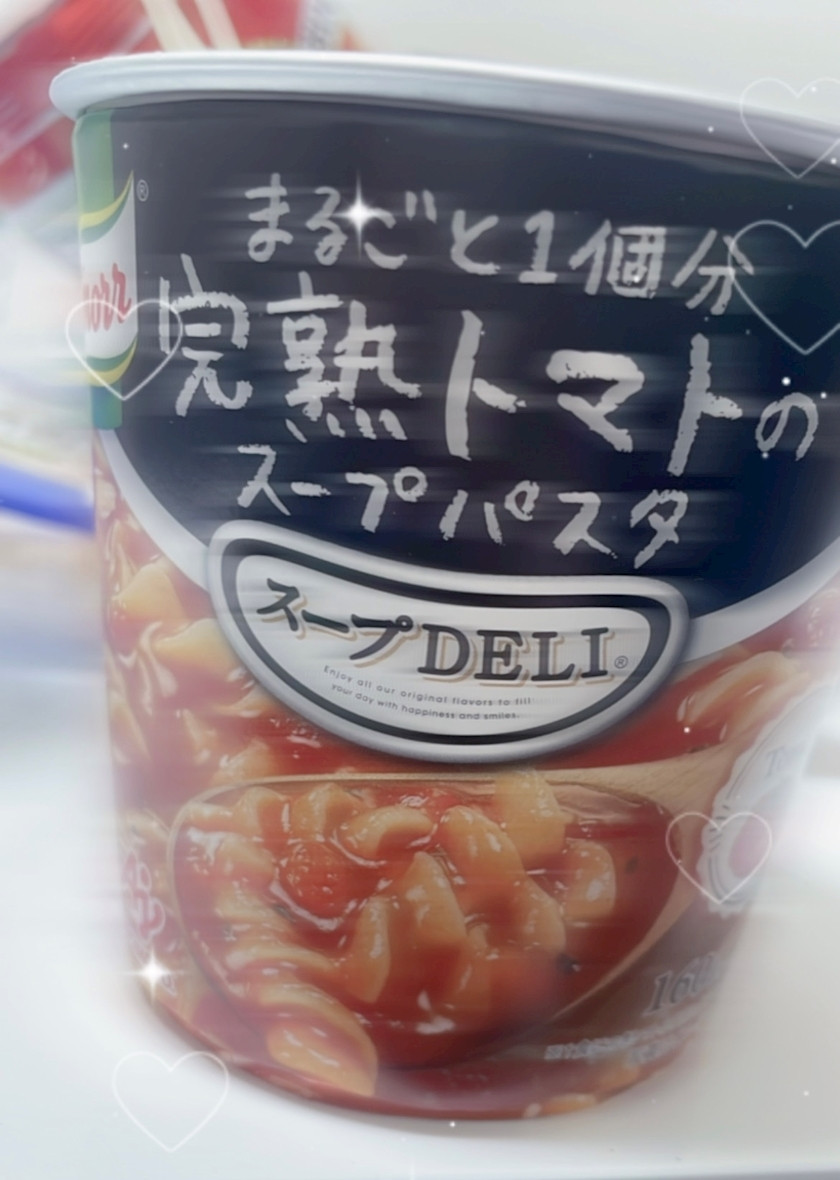 まるごと1個分
完熟トマトの
スープパスタ
スープDELI®
Enjoy all our original flavors to fill
your day with happiness and smiles.